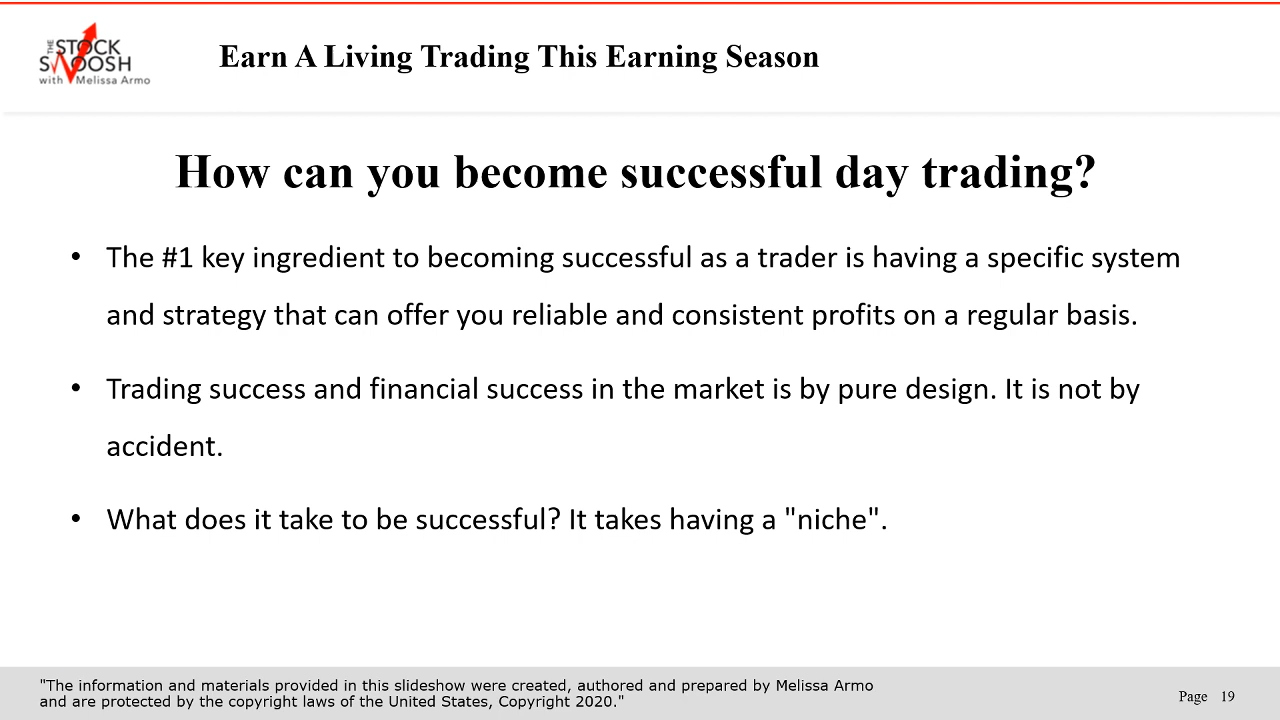 THE STOCK
SWOOSH
with Melissa Armo
Earn A Living Trading This Earning Season
How can you become successful day trading?
• The #1 key ingredient to becoming successful as a trader is having a specific system
and strategy that can offer you reliable and consistent profits on a regular basis.
• Trading success and financial success in the market is by pure design. It is not by
accident.
• What does it take to be successful? It takes having a "niche".
"The information and materials provided in this slideshow were created, authored and prepared by Melissa Armo
and are protected by the copyright laws of the United States, Copyright 2020."
Page 19